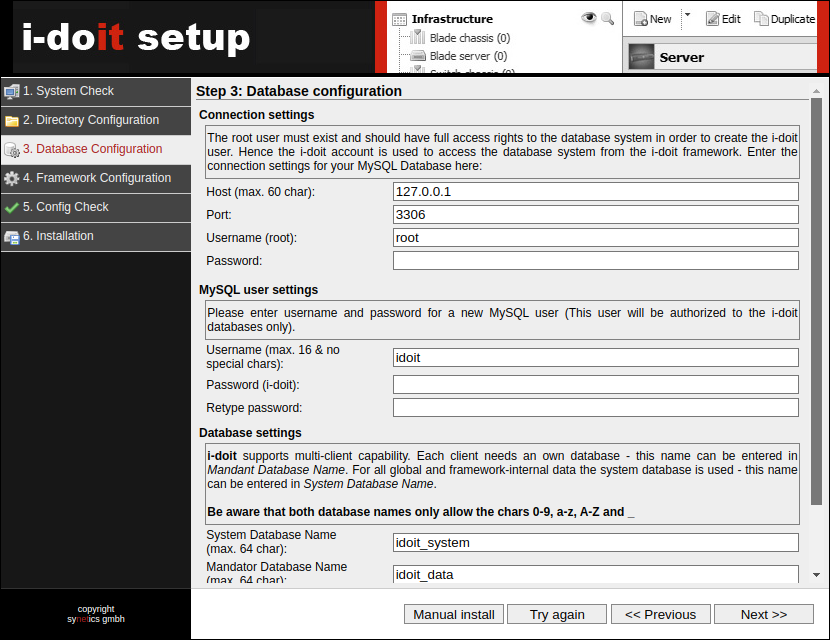 i-doit setup
Infrastructure
Blade chassis (0)
Blade server (0)
Switch chassis (0)
New
Edit
Duplicate
Server
1. System Check
2. Directory Configuration
3. Database Configuration
4. Framework Configuration
5. Config Check
6. Installation
Step 3: Database configuration
Connection settings
The root user must exist and should have full access rights to the database system in order to create the i-doit
user. Hence the i-doit account is used to access the database system from the i-doit framework. Enter the
connection settings for your MySQL Database here:
Host (max. 60 char): 127.0.0.1
Port: 3306
Username (root): root
Password:
MySQL user settings
Please enter username and password for a new MySQL user (This user will be authorized to the i-doit
databases only).
Username (max. 16 & no
special chars): idoit
Password (i-doit):
Retype password:
Database settings
i-doit supports multi-client capability. Each client needs an own database - this name can be entered in
Mandant Database Name. For all global and framework-internal data the system database is used - this name
can be entered in System Database Name.
Be aware that both database names only allow the chars 0-9, a-z, A-Z and _
System Database Name
(max. 64 char): idoit_system
Mandator Database Name
(max. 64 char): idoit_data
copyright
synetics gmbh
Manual install
Try again
<< Previous
Next >>